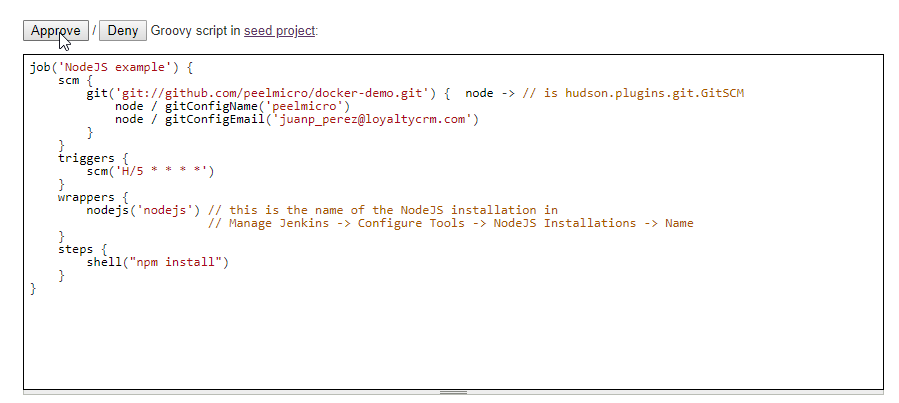 Approve / Deny Groovy script in seed project:
job('NodeJS example') {
    scm {
        git('git://github.com/peelmicro/docker-demo.git') {  node -> // is hudson.plugins.git.GitSCM
            node / gitConfigName('peelmicro')
            node / gitConfigEmail('juanp_perez@loyaltycrm.com')
        }
    }
    triggers {
        scm('H/5 * * * *')
    }
    wrappers {
        nodejs('nodejs') // this is the name of the NodeJS installation in
                         // Manage Jenkins -> Configure Tools -> NodeJS Installations -> Name
    }
    steps {
        shell("npm install")
    }
}